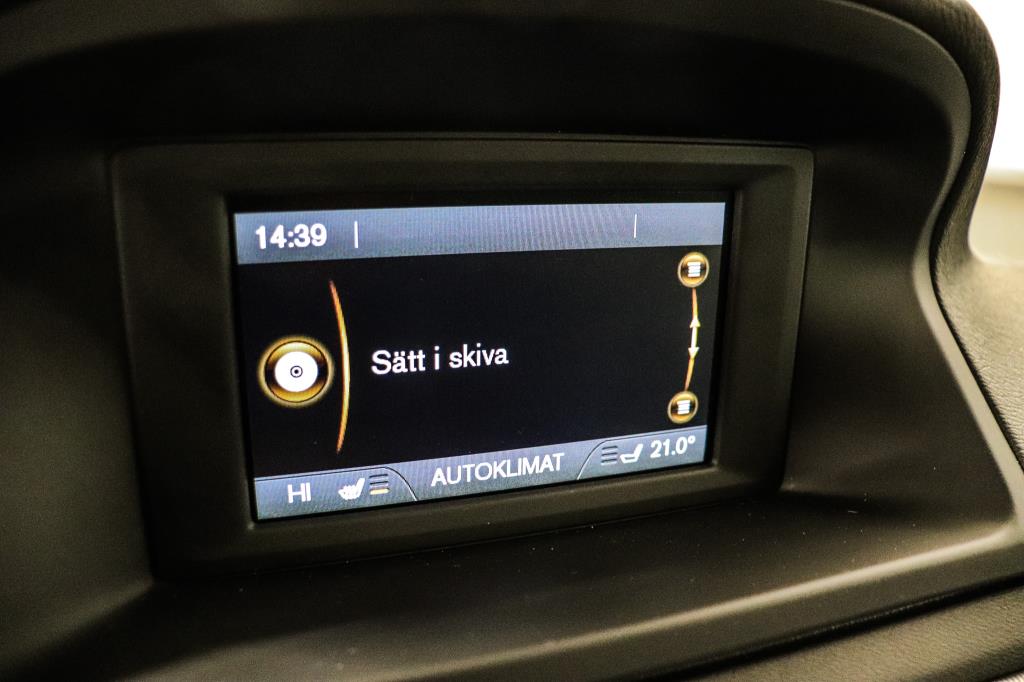 14:39
Sätt i skiva
HI AUTOKLIMAT 21.0°